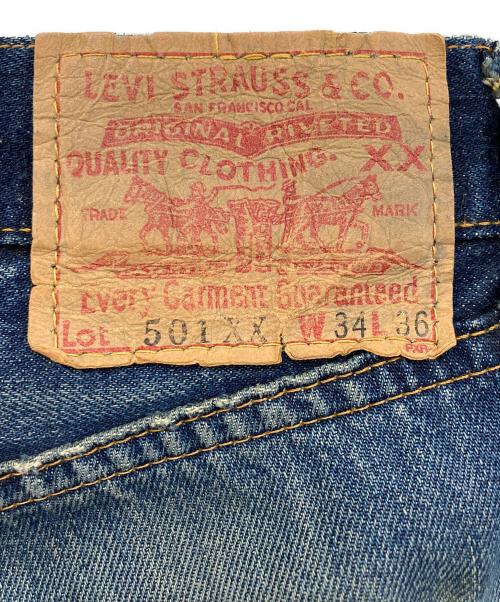 LEVI STRAUSS & CO.
SAN FRANCISCO CAL
ORIGINAL RIVETED
QUALITY CLOTHING. XX
TRADE MARK
Every Garment Guaranteed
Lot 501XX W 34 L 36